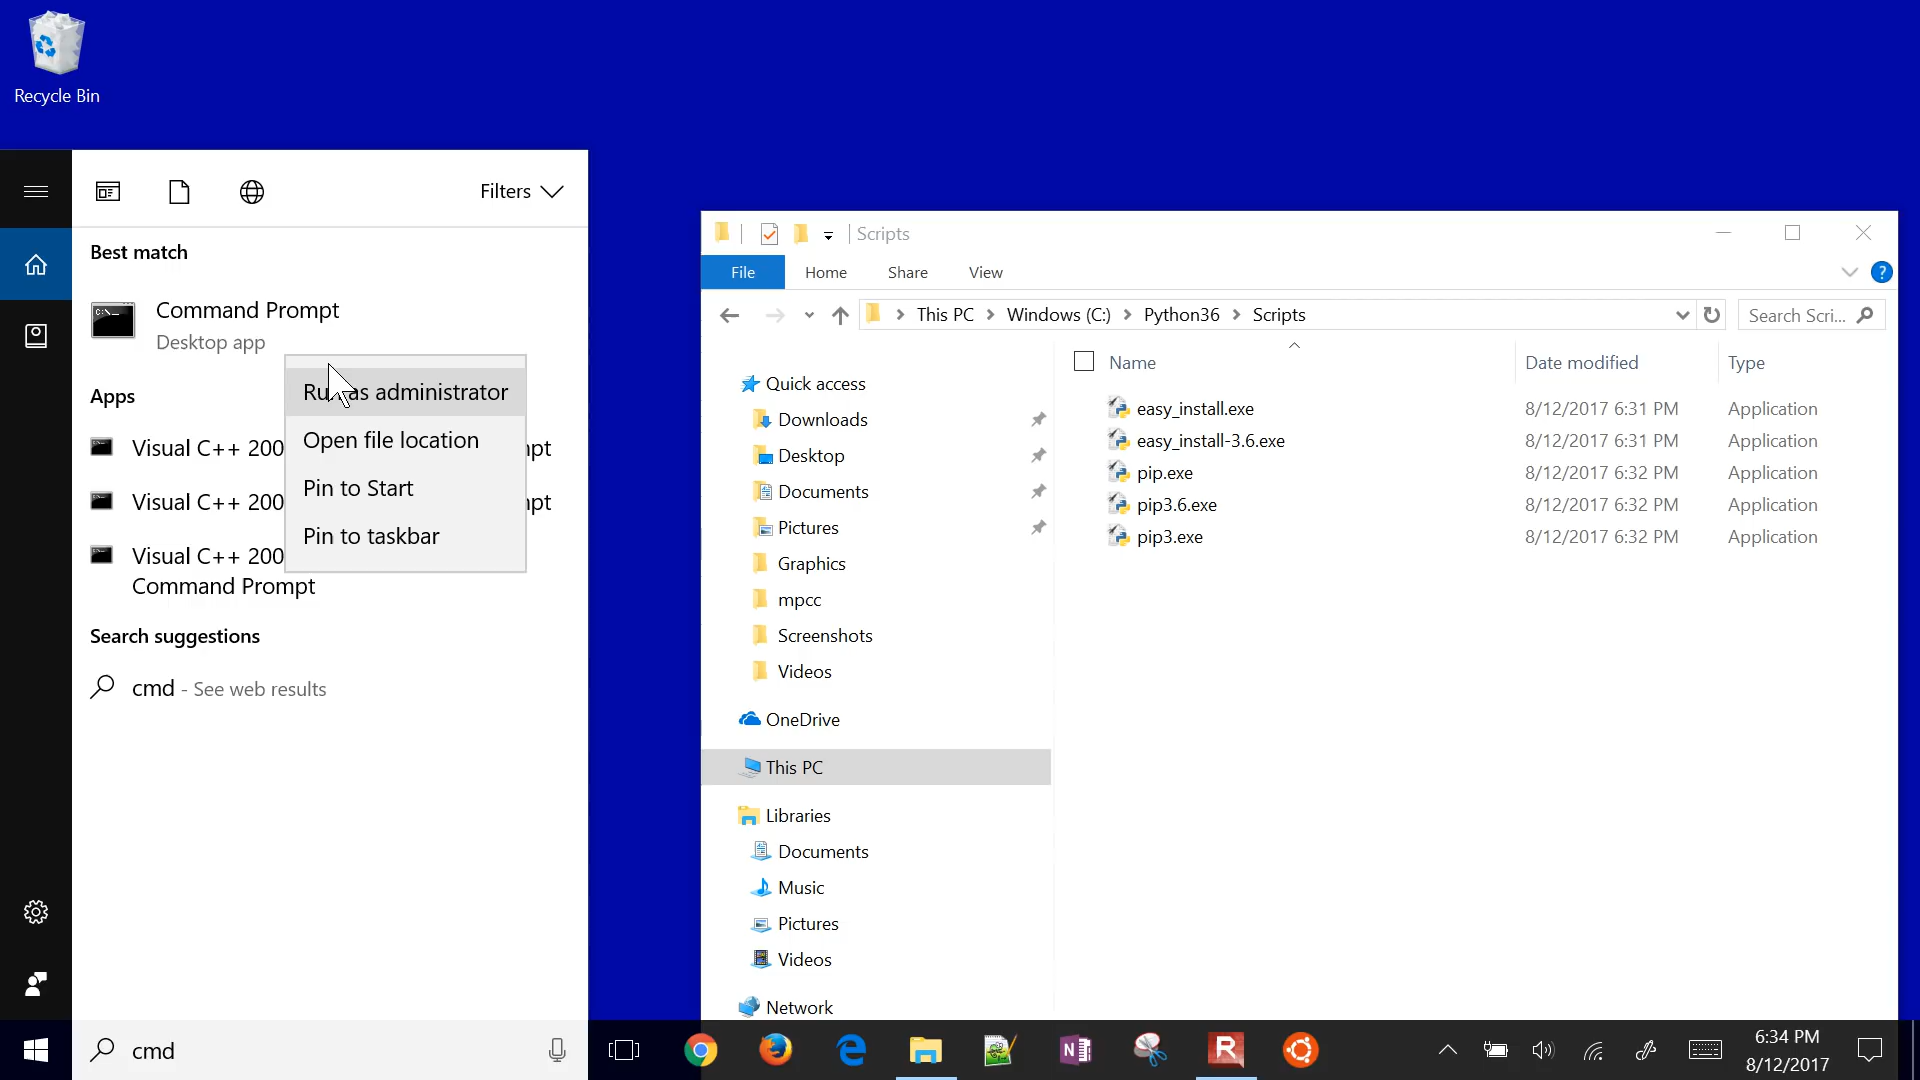 Recycle Bin
Filters
Best match
Command Prompt
Desktop app
Apps
Visual C++ 200
Visual C++ 200
Visual C++ 200
Command Prompt
Run as administrator
Open file location
Pin to Start
Pin to taskbar
Search suggestions
cmd - See web results
cmd
Scripts
File Home Share View
This PC > Windows (C:) > Python36 > Scripts
Search Scri...
Quick access
Downloads
Desktop
Documents
Pictures
Graphics
mpcc
Screenshots
Videos
OneDrive
This PC
Libraries
Documents
Music
Pictures
Videos
Network
Name Date modified Type
easy_install.exe 8/12/2017 6:31 PM Application
easy_install-3.6.exe 8/12/2017 6:31 PM Application
pip.exe 8/12/2017 6:32 PM Application
pip3.6.exe 8/12/2017 6:32 PM Application
pip3.exe 8/12/2017 6:32 PM Application
6:34 PM
8/12/2017